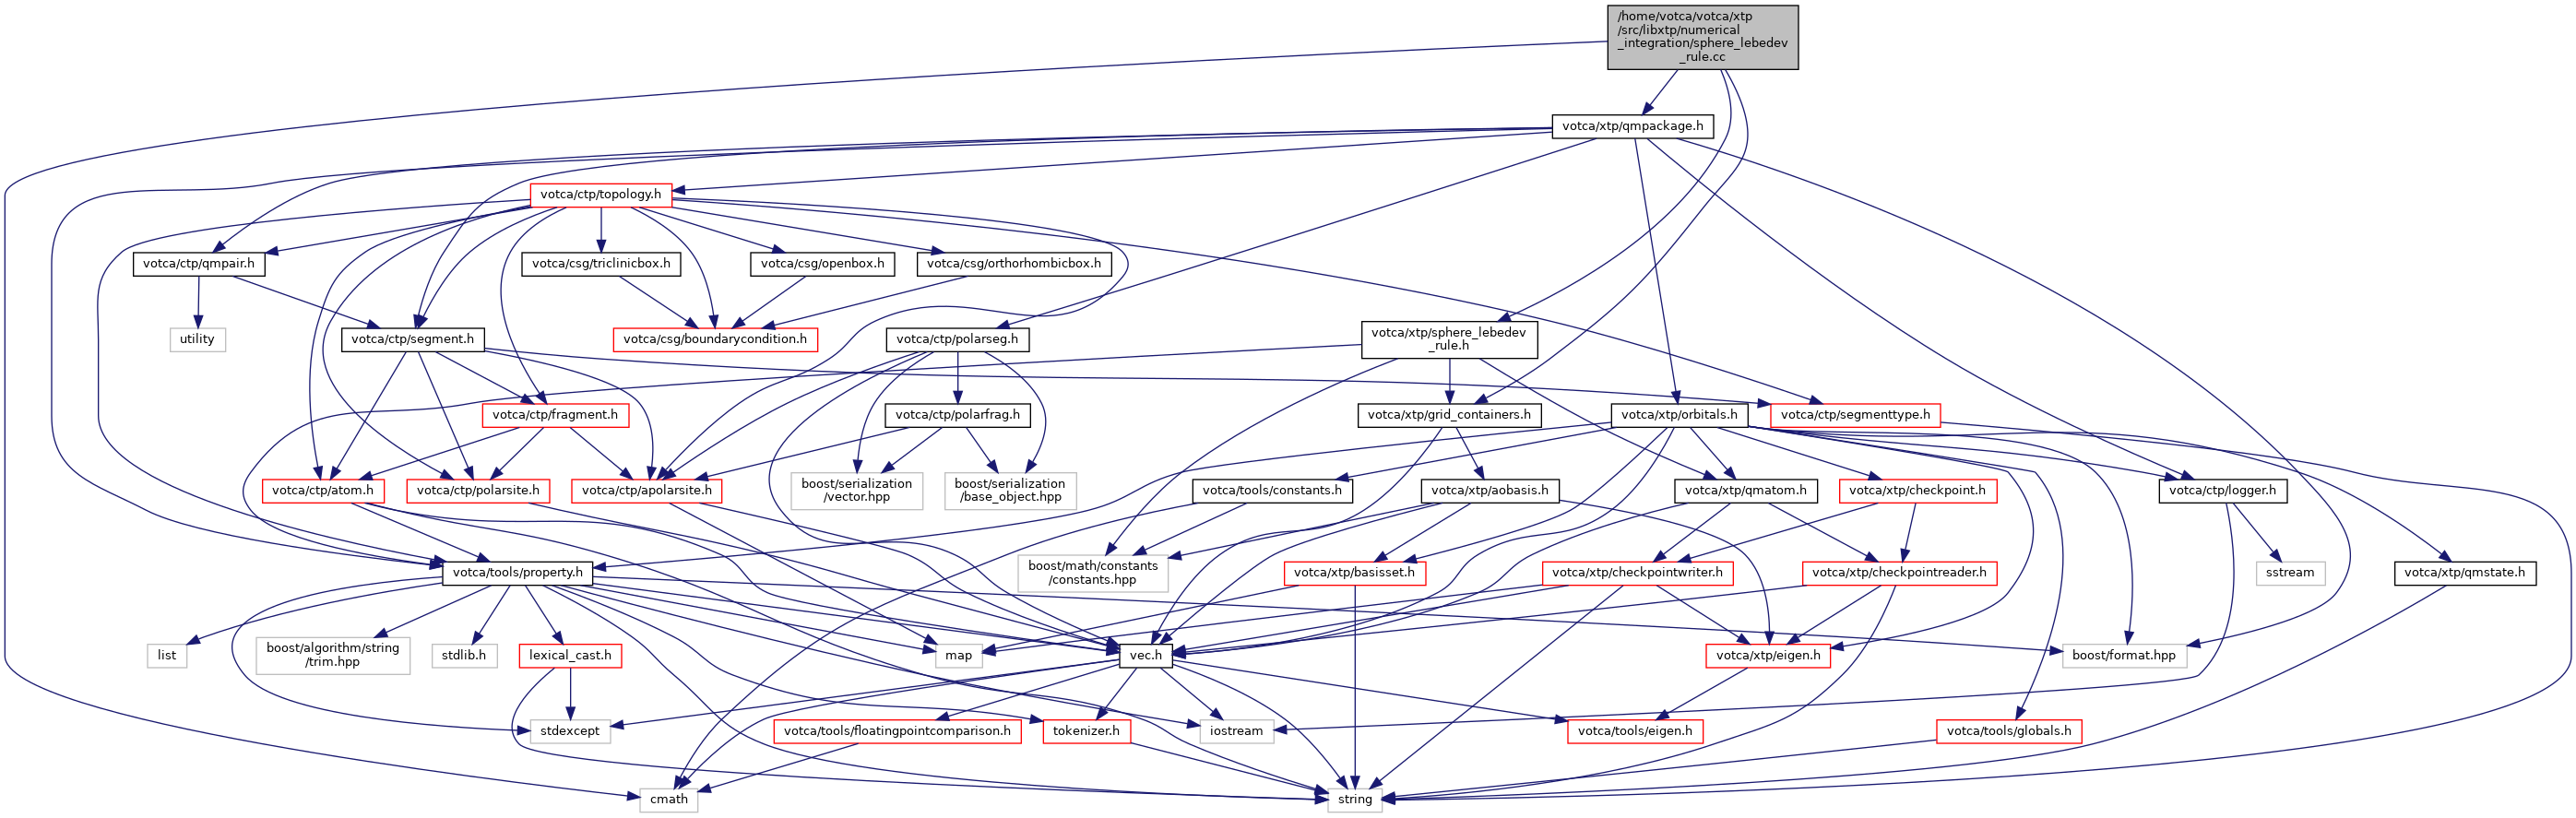 /home/votca/votca/xtp
/src/libxtp/numerical
_integration/sphere_lebedev
_rule.cc
votca/xtp/qmpackage.h
votca/ctp/topology.h
votca/ctp/qmpair.h
votca/csg/triclinicbox.h
votca/csg/openbox.h
votca/csg/orthorhombicbox.h
utility
votca/ctp/segment.h
votca/csg/boundarycondition.h
votca/ctp/polarseg.h
votca/xtp/sphere_lebedev
_rule.h
votca/ctp/fragment.h
votca/ctp/polarfrag.h
votca/xtp/grid_containers.h
votca/xtp/orbitals.h
votca/ctp/segmenttype.h
votca/ctp/atom.h
votca/ctp/polarsite.h
votca/ctp/apolarsite.h
boost/serialization
/vector.hpp
boost/serialization
/base_object.hpp
votca/tools/constants.h
votca/xtp/aobasis.h
votca/xtp/qmatom.h
votca/xtp/checkpoint.h
votca/ctp/logger.h
votca/tools/property.h
boost/math/constants
/constants.hpp
votca/xtp/basisset.h
votca/xtp/checkpointwriter.h
votca/xtp/checkpointreader.h
sstream
votca/xtp/qmstate.h
list
boost/algorithm/string
/trim.hpp
stdlib.h
lexical_cast.h
map
vec.h
votca/xtp/eigen.h
boost/format.hpp
stdexcept
votca/tools/floatingpointcomparison.h
tokenizer.h
iostream
votca/tools/eigen.h
votca/tools/globals.h
cmath
string